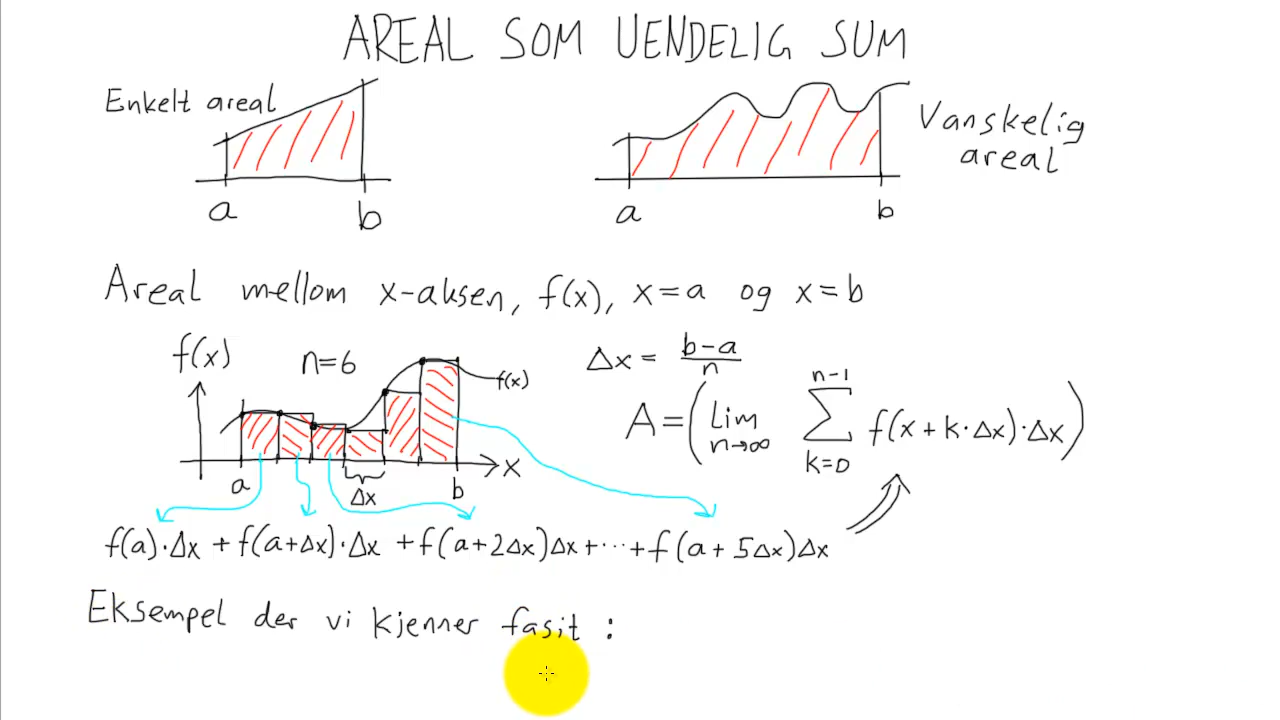 AREAL SOM UENDELIG SUM
Enkelt areal
a
b
Vanskelig
areal
a
b
Areal mellom x-aksen, f(x), x=a og x=b
f(x)
n=6
f(x)
x
a
Δx
b
Δx = b-a/n
A=(Lim n→∞ n-1 Σ k=0 f(x+k·Δx)·Δx)
f(a)·Δx + f(a+Δx)·Δx + f(a+2Δx)Δx+···+f(a+5Δx)Δx
Eksempel der vi kjenner fasit :